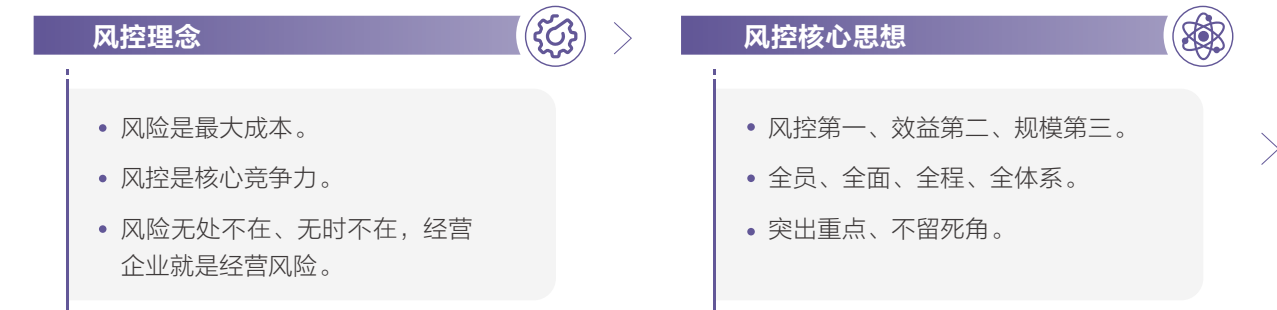 风控理念
• 风险是最大成本。
• 风控是核心竞争力。
• 风险无处不在、无时不在，经营
企业就是经营风险。
风控核心思想
• 风控第一、效益第二、规模第三。
• 全员、全面、全程、全体系。
• 突出重点、不留死角。